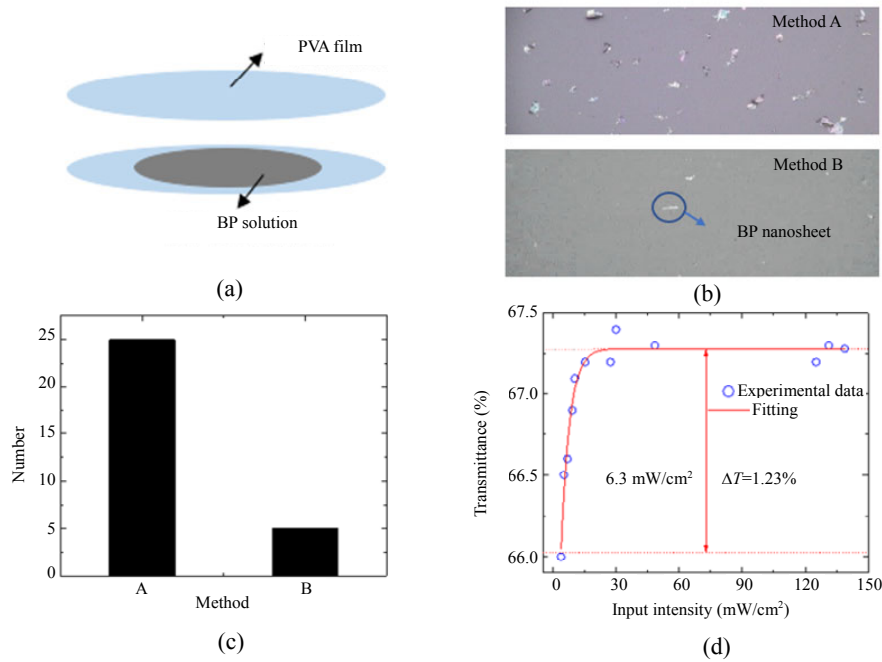 PVA film
BP solution
(a)
Method A
Method B
BP nanosheet
(b)
Number
25
20
15
10
5
0
A
B
Method
(c)
Transmittance (%)
67.5
67.0
66.5
66.0
Experimental data
Fitting
6.3 mW/cm²
ΔT=1.23%
0
30
60
90
120
150
Input intensity (mW/cm²)
(d)